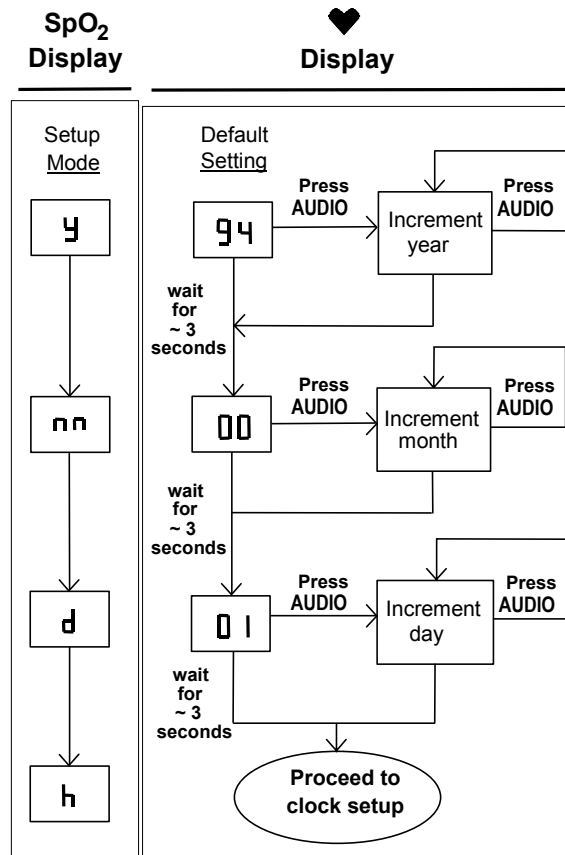 SpO2
Display
♥
Display
Setup
Mode
Default
Setting
y
94
Press
AUDIO
Increment
year
Press
AUDIO
wait
for
~ 3
seconds
nn
00
Press
AUDIO
Increment
month
Press
AUDIO
wait
for
~ 3
seconds
d
01
Press
AUDIO
Increment
day
Press
AUDIO
wait
for
~ 3
seconds
h
Proceed to
clock setup